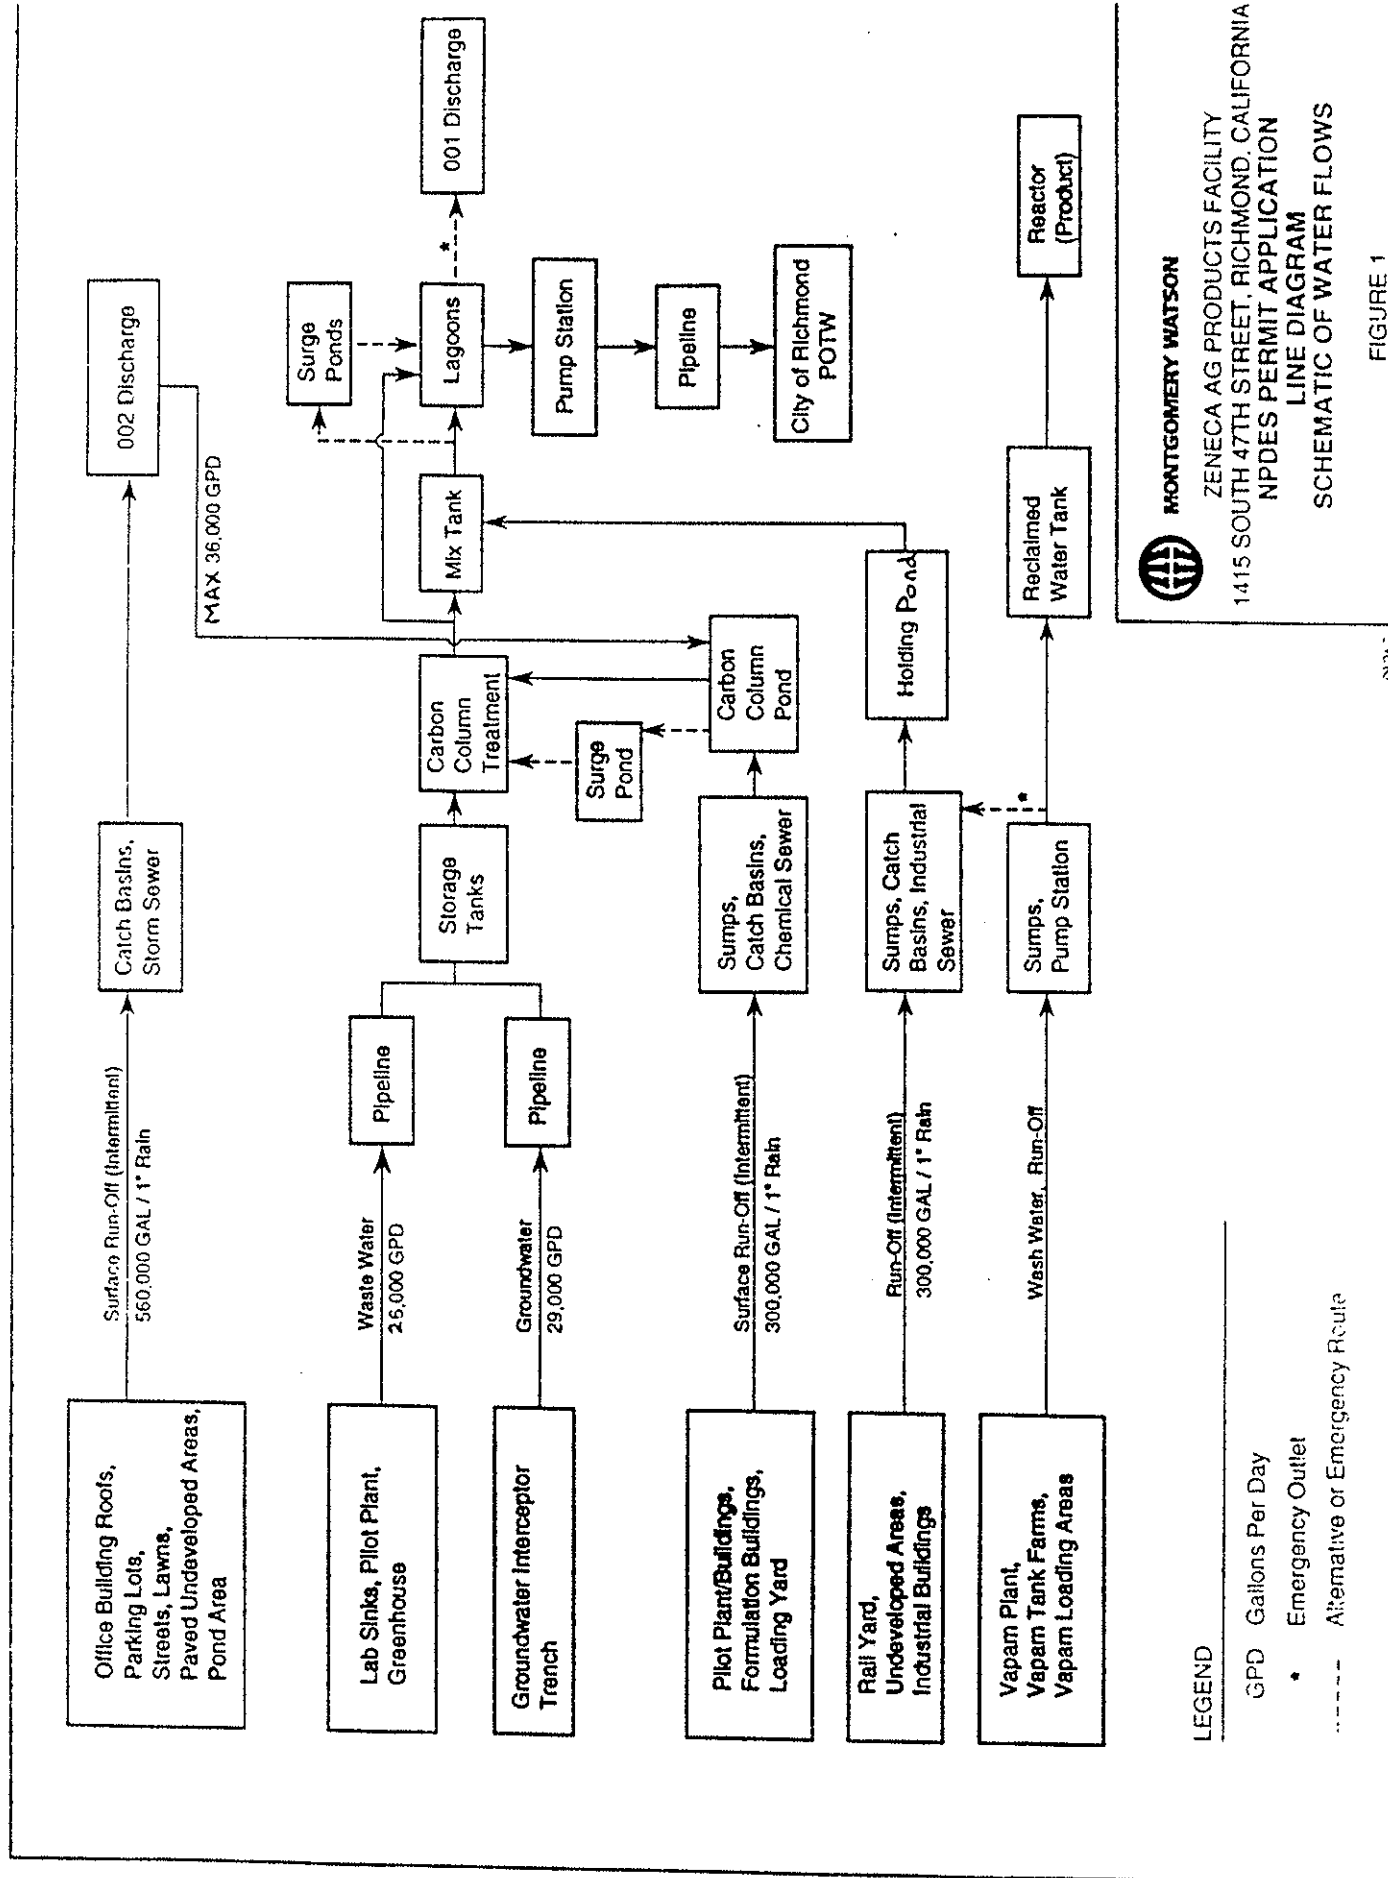 Office Building Roofs,
Parking Lots,
Streets, Lawns,
Paved Undeveloped Areas,
Pond Area
Surface Run-Off (Intermittent)
560,000 GAL / 1" Rain
Catch Basins,
Storm Sewer
002 Discharge
MAX 36,000 GPD
Lab Sinks, Pilot Plant,
Greenhouse
Waste Water
GPD
Pipeline
Groundwater Interceptor
Trench
Groundwater
29,000 GPD
Pipeline
Storage
Tanks
Carbon
Column
Treatment
Mix Tank
Surge
Ponds
Lagoons
*
001 Discharge
Pump Station
Pipeline
City of Richmond
POTW
Surge
Pond
Pilot Plant/Buildings,
Formulation Buildings,
Loading Yard
Surface Run-Off (Intermittent)
300,000 GAL / 1" Rain
Sumps,
Catch Basins,
Chemical Sewer
Carbon
Column
Pond
Rail Yard,
Undeveloped Areas,
Industrial Buildings
Run-Off (Intermittent)
300,000 GAL / 1" Rain
Sumps, Catch
Basins, Industrial
Sewer
Holding Pond
*
Vapam Plant,
Vapam Tank Farms,
Vapam Loading Areas
Wash Water, Run-Off
Sumps,
Pump Station
Reclaimed
Water Tank
Reactor
(Product)
LEGEND
GPD Gallons Per Day
* Emergency Outlet
----- Alternative or Emergency Route
MONTGOMERY WATSON
ZENECA AG PRODUCTS FACILITY
1415 SOUTH 47TH STREET, RICHMOND, CALIFORNIA
NPDES PERMIT APPLICATION
LINE DIAGRAM
SCHEMATIC OF WATER FLOWS
FIGURE 1